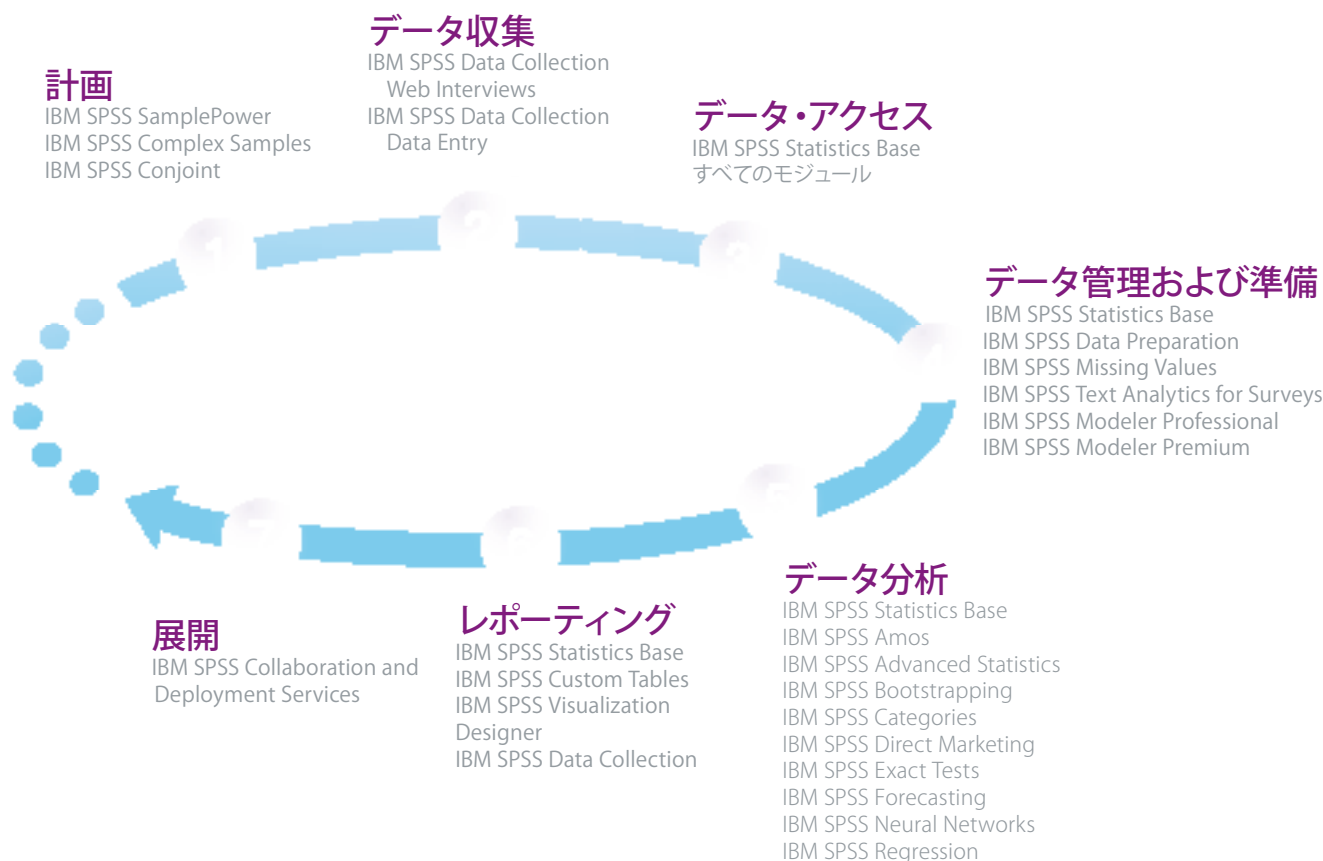 計画
IBM SPSS SamplePower
IBM SPSS Complex Samples
IBM SPSS Conjoint
データ収集
IBM SPSS Data Collection
Web Interviews
IBM SPSS Data Collection
Data Entry
データ・アクセス
IBM SPSS Statistics Base
すべてのモジュール
データ管理および準備
IBM SPSS Statistics Base
IBM SPSS Data Preparation
IBM SPSS Missing Values
IBM SPSS Text Analytics for Surveys
IBM SPSS Modeler Professional
IBM SPSS Modeler Premium
1
2
3
4
5
6
7
データ分析
IBM SPSS Statistics Base
IBM SPSS Amos
IBM SPSS Advanced Statistics
IBM SPSS Bootstrapping
IBM SPSS Categories
IBM SPSS Direct Marketing
IBM SPSS Exact Tests
IBM SPSS Forecasting
IBM SPSS Neural Networks
IBM SPSS Regression
レポーティング
IBM SPSS Statistics Base
IBM SPSS Custom Tables
IBM SPSS Visualization
Designer
IBM SPSS Data Collection
展開
IBM SPSS Collaboration and
Deployment Services